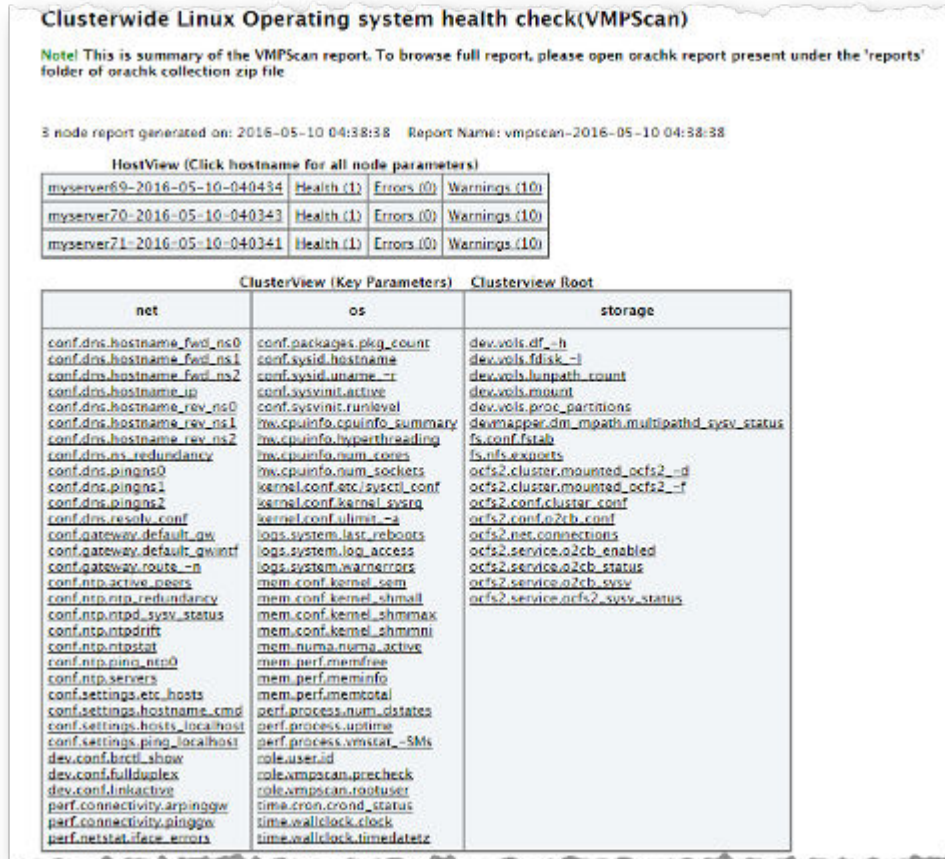 Clusterwide Linux Operating system health check(VMPScan)
Note! This is summary of the VMPScan report. To browse full report, please open orachk report present under the 'reports'
folder of orachk collection zip file
3 node report generated on: 2016-05-10 04:38:38 Report Name: vmpscan-2016-05-10 04:38:38
HostView (Click hostname for all node parameters)
myserver69-2016-05-10-040434 Health (1) Errors (0) Warnings (10)
myserver70-2016-05-10-040343 Health (1) Errors (0) Warnings (10)
myserver71-2016-05-10-040341 Health (1) Errors (0) Warnings (10)
ClusterView (Key Parameters) Clusterview Root
net os storage
conf.dns.hostname_fwd_ns0 conf.packages.pkg_count dev.vols.df_-h
conf.dns.hostname_fwd_ns1 conf.sysid.hostname dev.vols.fdisk_-l
conf.dns.hostname_fwd_ns2 conf.sysid.uname_-r dev.vols.lunpath_count
conf.dns.hostname_ip conf.sysvinit.active dev.vols.mount
conf.dns.hostname_rev_ns0 conf.sysvinit.runlevel dev.vols.proc_partitions
conf.dns.hostname_rev_ns1 hw.cpuinfo.cpuinfo_summary devmapper.dm_mpath.multipathd_sysv_status
conf.dns.hostname_rev_ns2 hw.cpuinfo.hyperthreading fs.conf.fstab
conf.dns.ns_redundancy hw.cpuinfo.num_cores fs.nfs.exports
conf.dns.pingns0 hw.cpuinfo.num_sockets ocfs2.cluster.mounted_ocfs2_-d
conf.dns.pingns1 kernel.conf.etc/sysctl_conf ocfs2.cluster.mounted_ocfs2_-f
conf.dns.pingns2 kernel.conf.kernel_sysrq ocfs2.conf.cluster_conf
conf.dns.resolv_conf kernel.conf.ulimit_-a ocfs2.conf.o2cb_conf
conf.gateway.default_gw logs.system.last_reboots ocfs2.net.connections
conf.gateway.default_gwintf logs.system.log_access ocfs2.service.o2cb_enabled
conf.gateway.route_-n logs.system.warnerrors ocfs2.service.o2cb_status
conf.ntp.active_peers mem.conf.kernel_sem ocfs2.service.o2cb_sysv
conf.ntp.ntp_redundancy mem.conf.kernel_shmall ocfs2.service.ocfs2_sysv_status
conf.ntp.ntpd_sysv_status mem.conf.kernel_shmmax
conf.ntp.ntpdrift mem.conf.kernel_shmmni
conf.ntp.ntpstat mem.numa.numa_active
conf.ntp.ping_ntp0 mem.perf.memfree
conf.ntp.servers mem.perf.meminfo
conf.settings.etc_hosts mem.perf.memtotal
conf.settings.hostname_cmd perf.process.num_dstates
conf.settings.hosts_localhost perf.process.uptime
conf.settings.ping_localhost perf.process.vmstat_-SMs
dev.conf.brctl_show role.user.id
dev.conf.fullduplex role.vmpscan.precheck
dev.conf.linkactive role.vmpscan.rootuser
perf.connectivity.arpinggw time.cron.crond_status
perf.connectivity.pinggw time.wallclock.clock
perf.netstat.iface_errors time.wallclock.timedatetz